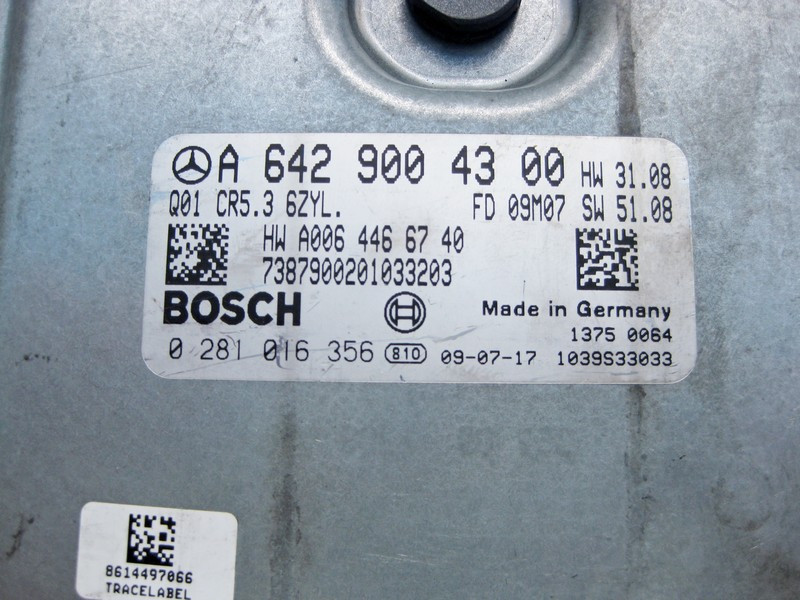 A 642 900 43 00 HW 31.08
Q01 CR5.3 6ZYL. FD 09M07 SW 51.08
HW A006 446 67 40
7387900201033203
BOSCH Made in Germany
1375 0064
0 281 016 356 810 09-07-17 1039S33033
8614497066
TRACELABEL